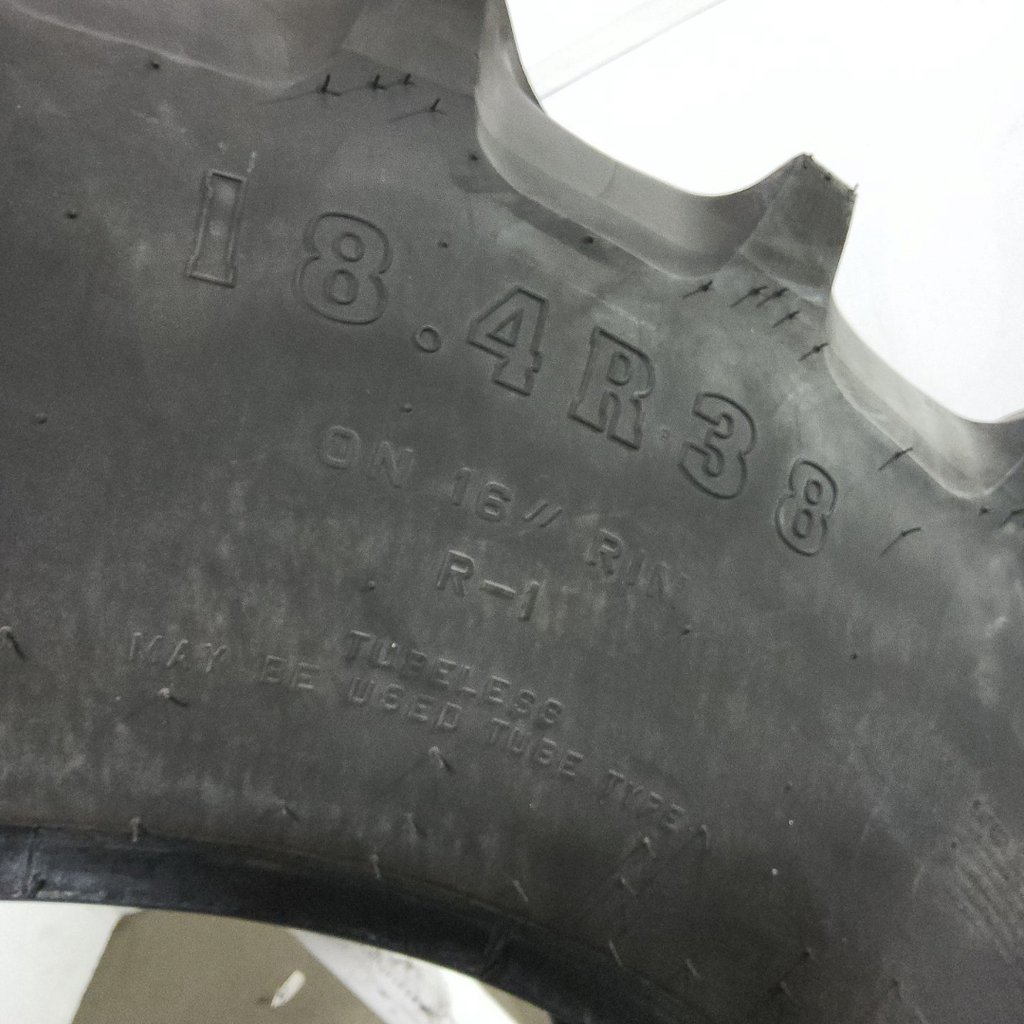 18.4R38
ON 16" RIM
R-1
TUBELESS
MAY BE USED TUBE TYPE